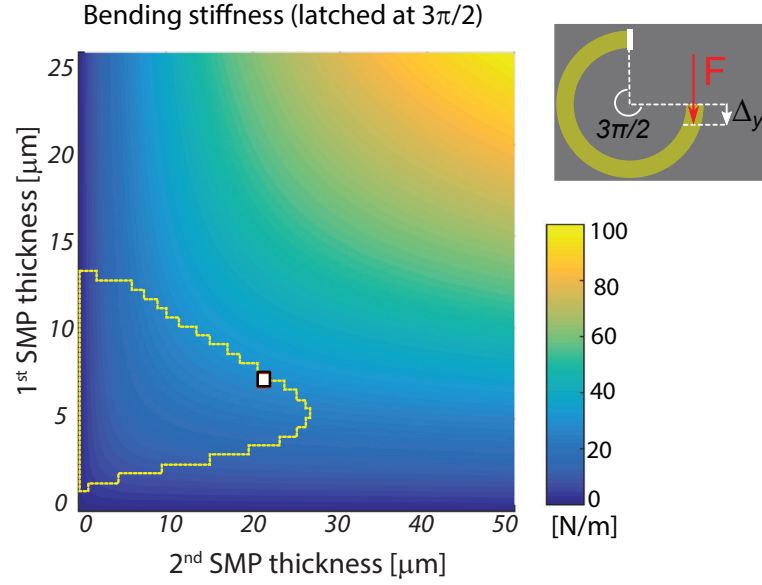 Bending stiffness (latched at 3π/2)
25
20
15
10
5
0
1st SMP thickness [μm]
0
10
20
30
40
50
2nd SMP thickness [μm]
F
3π/2
Δy
100
80
60
40
20
0
[N/m]